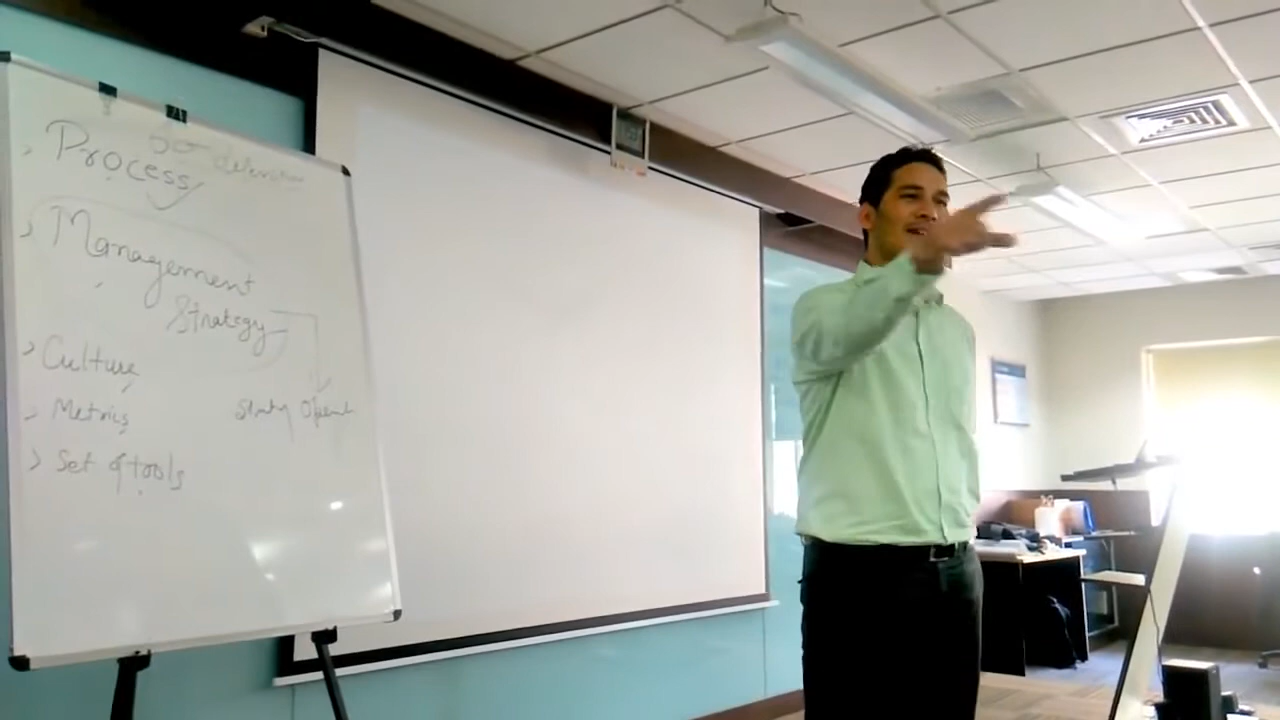 Process
Management
Strategy
Culture
Metrics
Set of tools